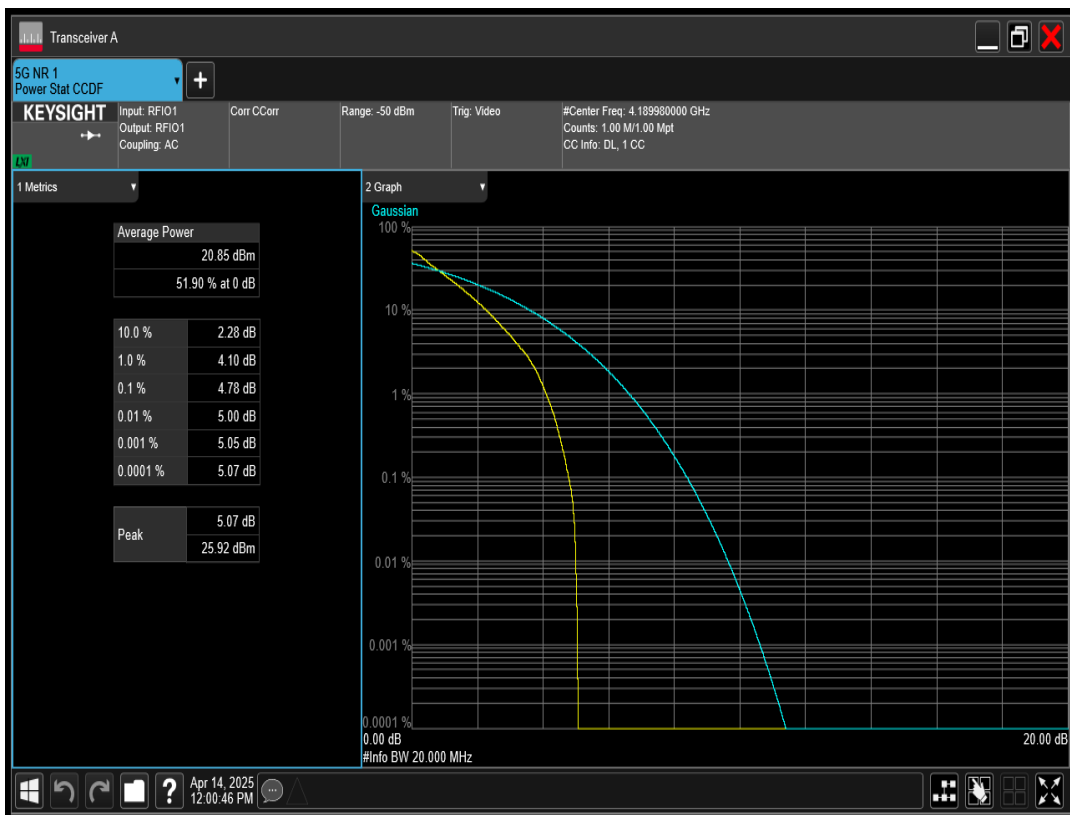 Transceiver A
5G NR 1
Power Stat CCDF
+
KEYSIGHT
LXI
Input: RFIO1
Output: RFIO1
Coupling: AC
Corr CCorr
Range: -50 dBm
Trig: Video
#Center Freq: 4.189980000 GHz
Counts: 1.00 M/1.00 Mpt
CC Info: DL, 1 CC
1 Metrics
Average Power
20.85 dBm
51.90 % at 0 dB
10.0 % 2.28 dB
1.0 % 4.10 dB
0.1 % 4.78 dB
0.01 % 5.00 dB
0.001 % 5.05 dB
0.0001 % 5.07 dB
Peak 5.07 dB
25.92 dBm
2 Graph
Gaussian
100 %
10 %
1 %
0.1 %
0.01 %
0.001 %
0.0001 %
0.00 dB 20.00 dB
#Info BW 20.000 MHz
?
Apr 14, 2025
12:00:46 PM